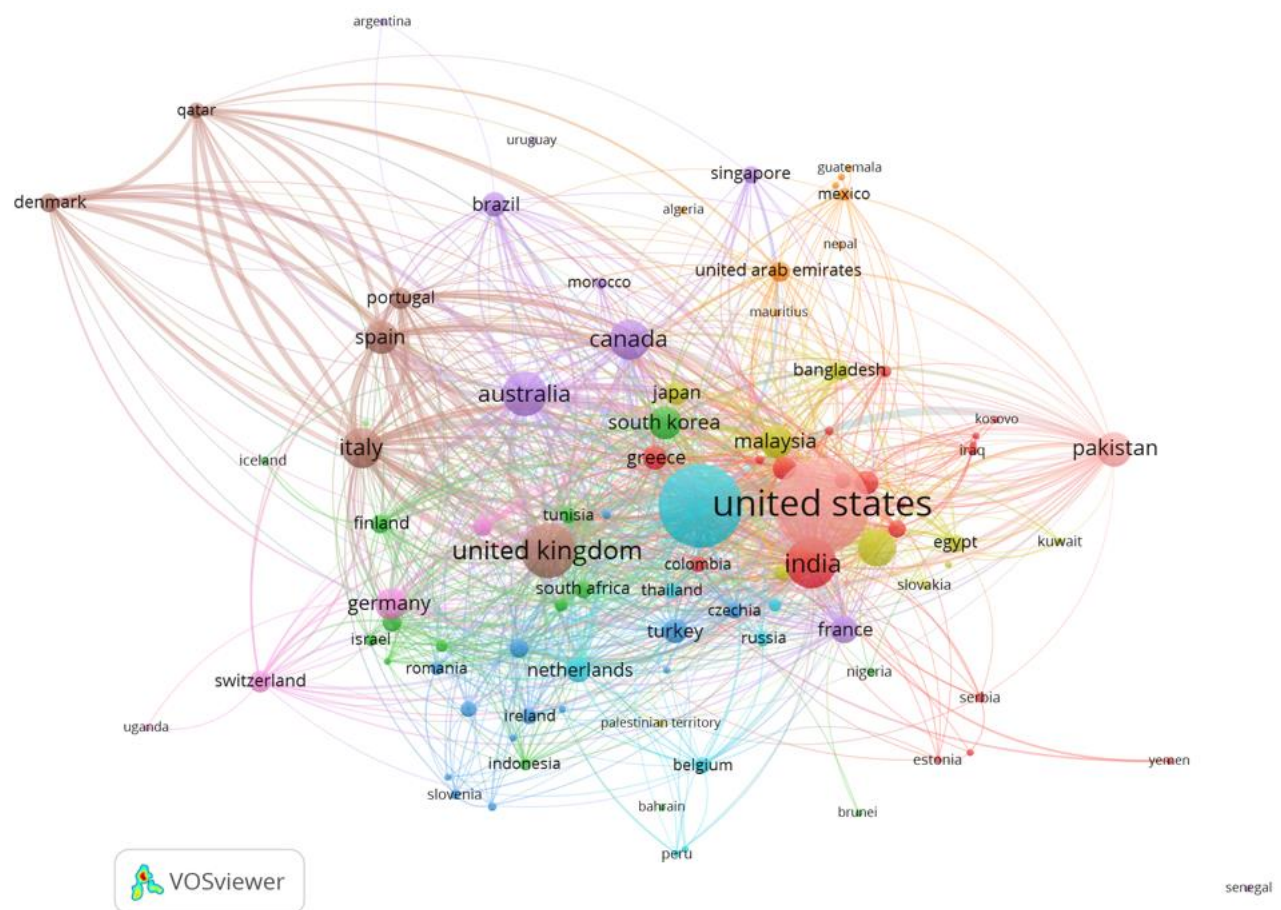 argentina
qatar
uruguay
guatemala
singapore
mexico
denmark
brazil
algeria
nepal
united arab emirates
morocco
portugal
mauritius
spain
canada
bangladesh
australia
japan
south korea
kosovo
malaysia
italy
pakistan
iraq
greece
iceland
united states
tunisia
finland
egypt
kuwait
united kingdom
india
colombia
slovakia
south africa
thailand
germany
czechia
turkey
france
israel
russia
romania
netherlands
nigeria
switzerland
serbia
ireland
palestinian territory
uganda
estonia
yemen
indonesia
belgium
slovenia
bahrain
brunei
peru
VOSviewer
senegal